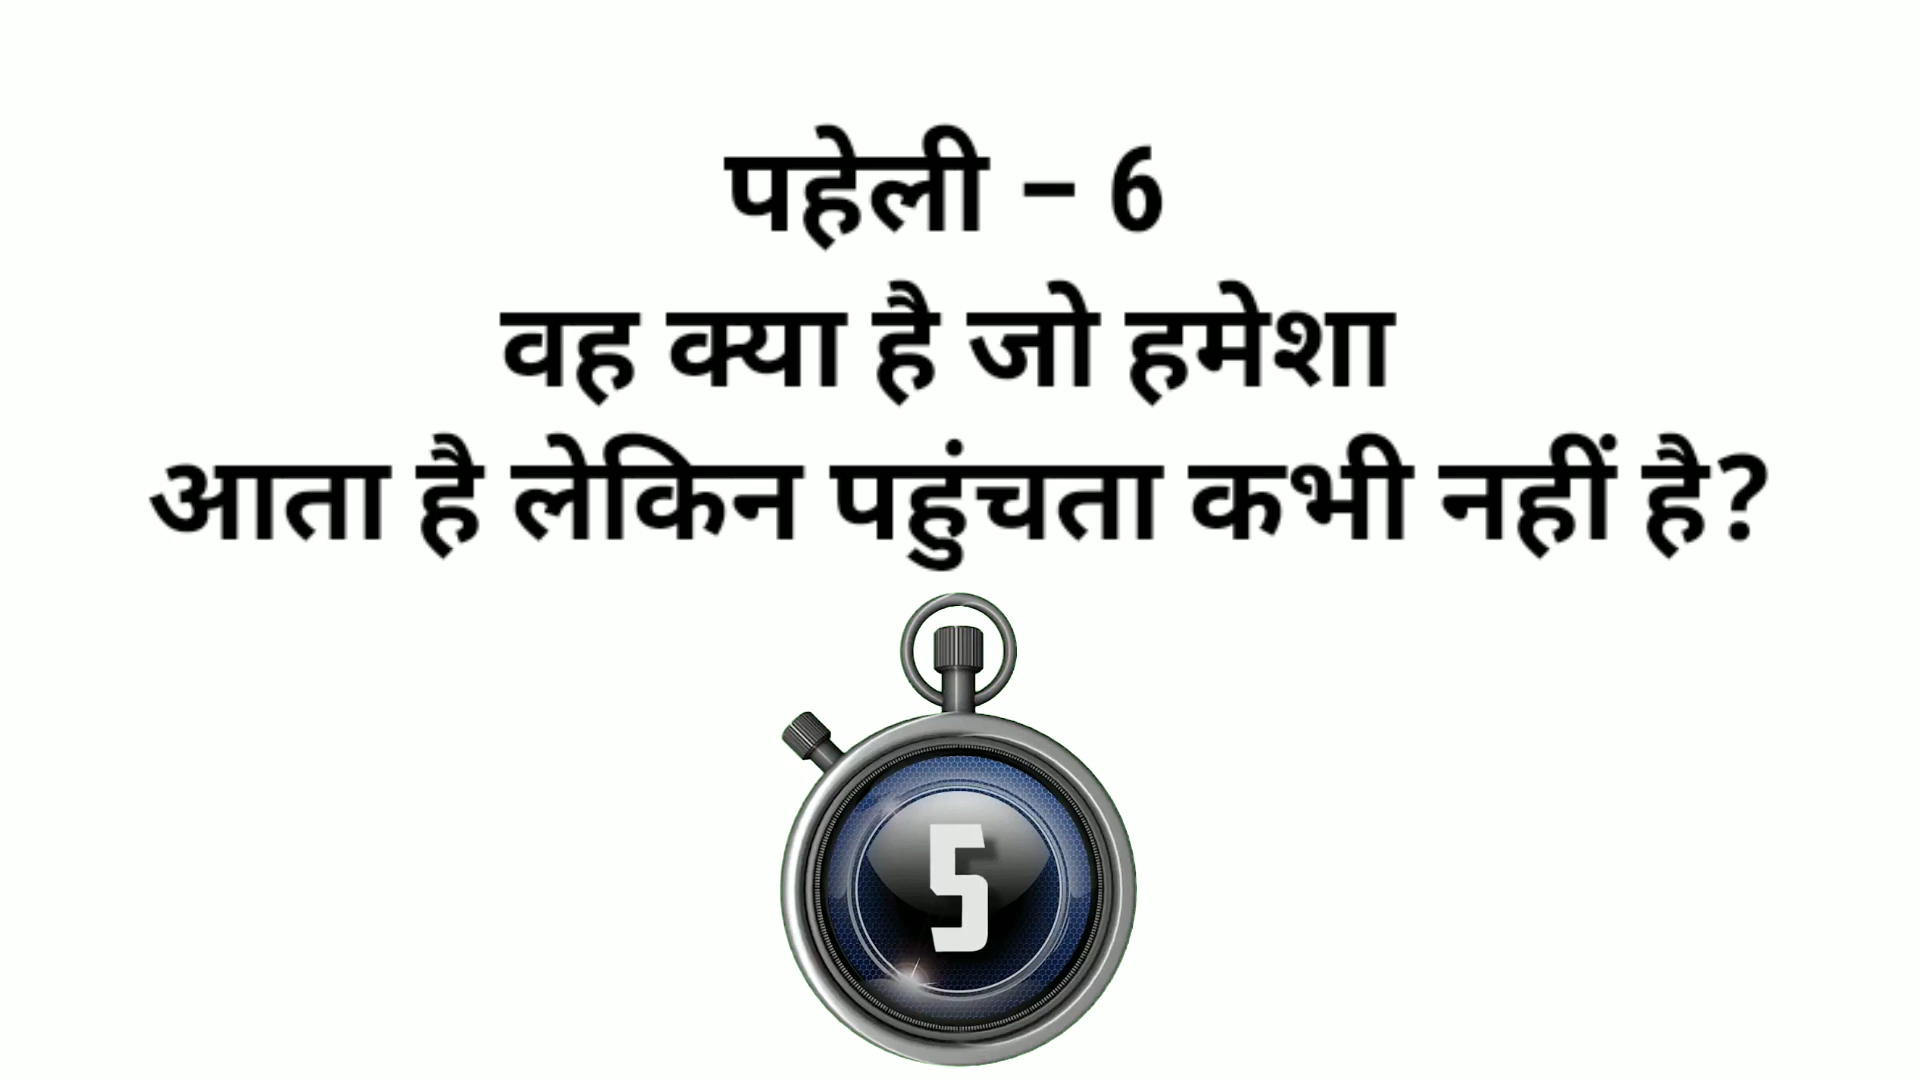 पहेली – 6
वह क्या है जो हमेशा
आता है लेकिन पहुंचता कभी नहीं है?
5